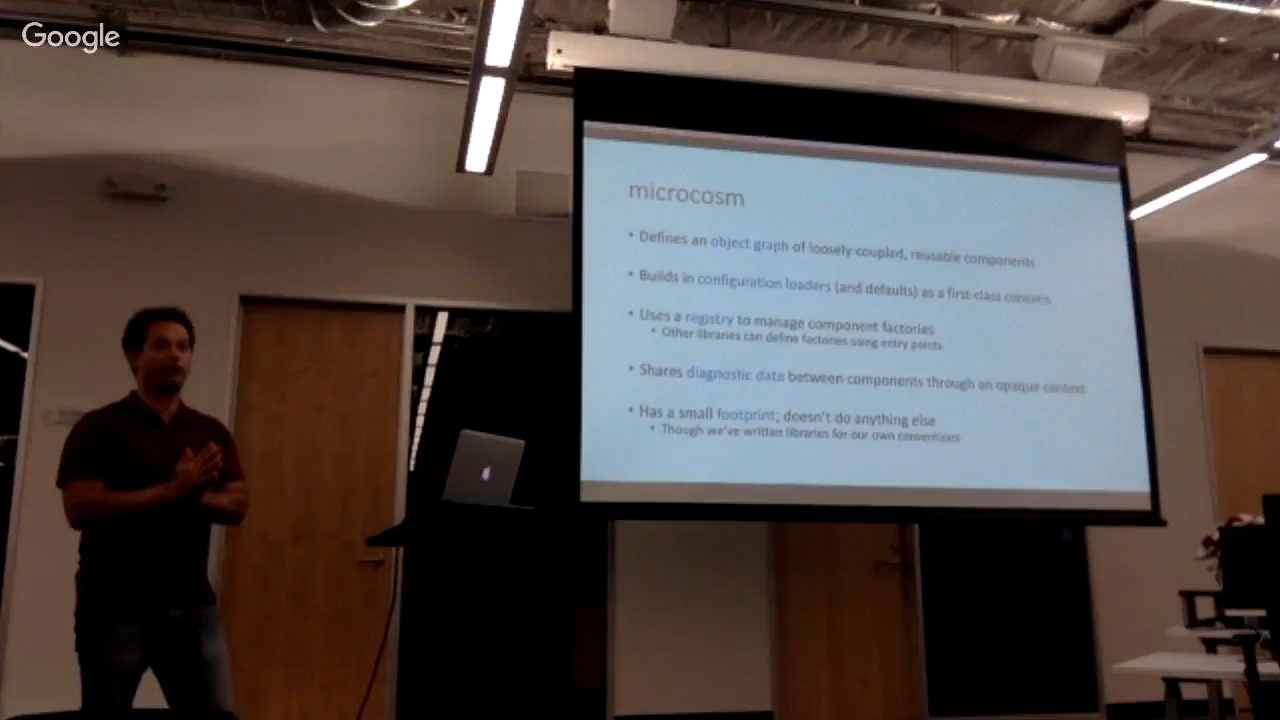 Google
microcosm
• Defines an object graph of loosely coupled, reusable components
• Builds in configuration loaders (and defaults) as a first-class concern
• Uses a registry to manage component factories
• Other libraries can define factories using entry points
• Shares diagnostic data between components through an opaque context
• Has a small footprint; doesn't do anything else
• Though we've written libraries for our own conventions